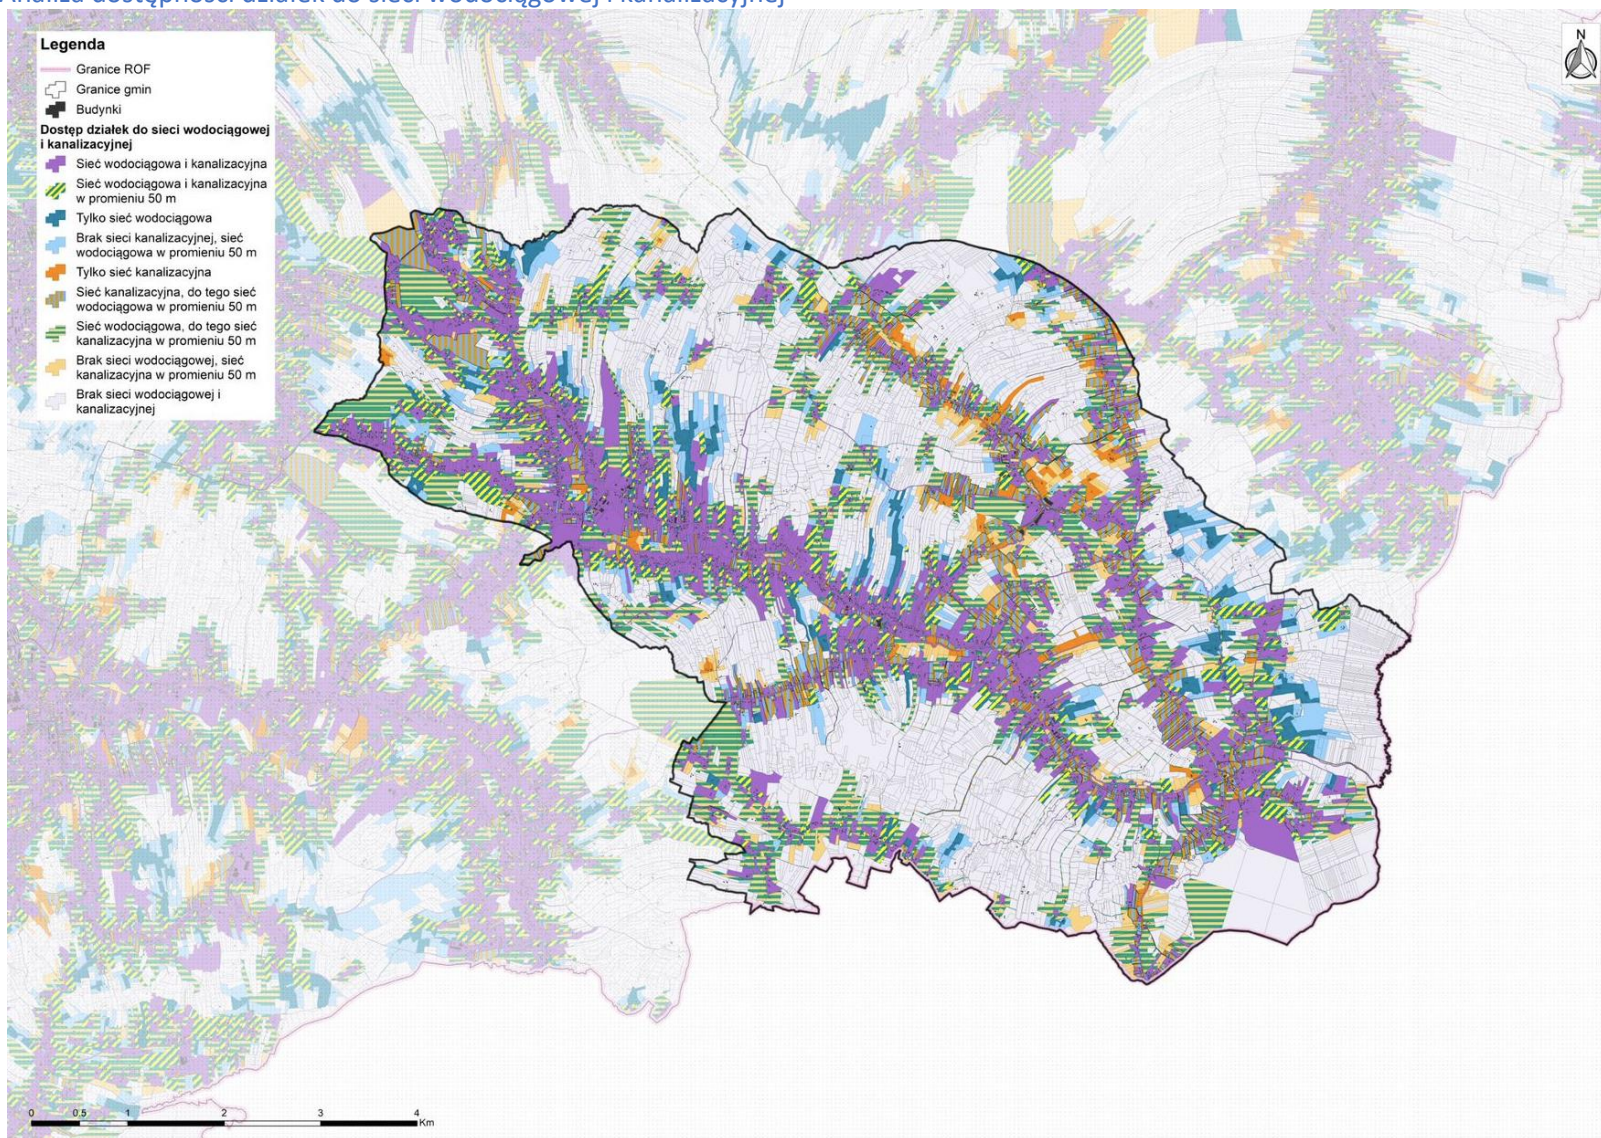 Analiza dostępności działek do sieci wodociągowej i kanalizacyjnej
Legenda
Granice ROF
Granice gmin
Budynki
Dostęp działek do sieci wodociągowej
i kanalizacyjnej
Sieć wodociągowa i kanalizacyjna
Sieć wodociągowa i kanalizacyjna
w promieniu 50 m
Tylko sieć wodociągowa
Brak sieci kanalizacyjnej, sieć
wodociągowa w promieniu 50 m
Tylko sieć kanalizacyjna
Sieć kanalizacyjna, do tego sieć
wodociągowa w promieniu 50 m
Sieć wodociągowa, do tego sieć
kanalizacyjna w promieniu 50 m
Brak sieci wodociągowej, sieć
kanalizacyjna w promieniu 50 m
Brak sieci wodociągowej i
kanalizacyjnej
N
0 0,5 1 2 3 4
Km